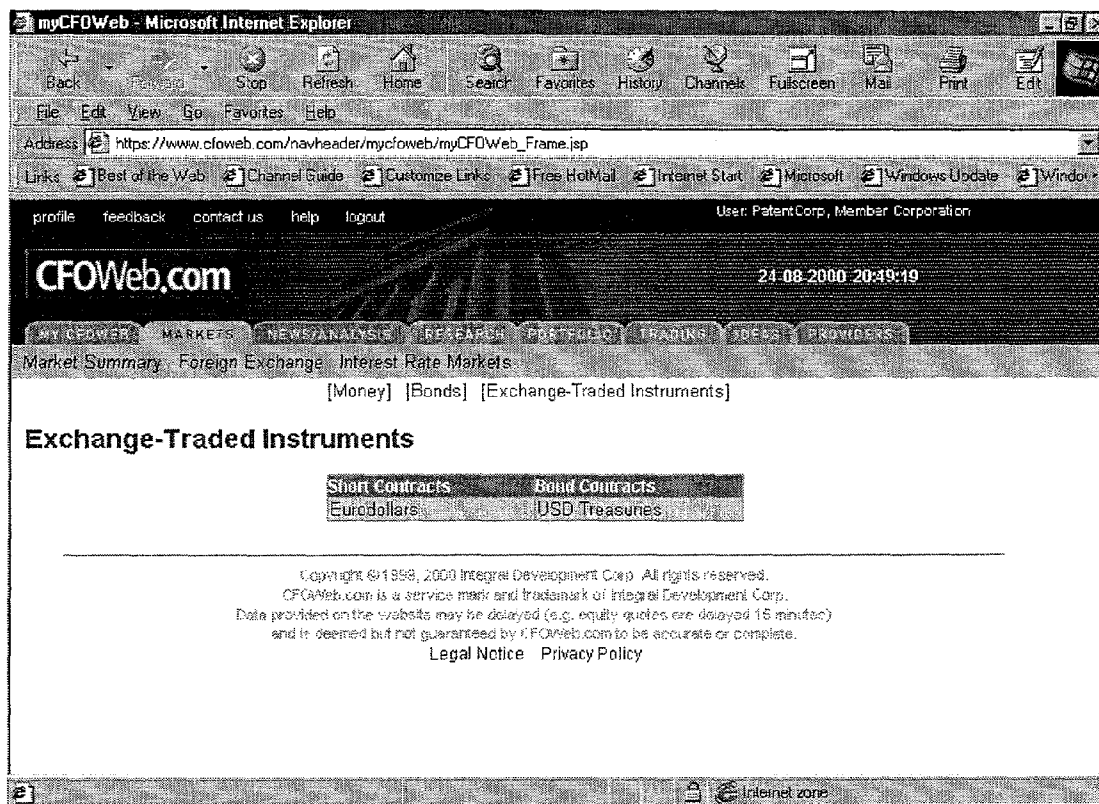 myCFOWeb - Microsoft Internet Explorer
Back Forward Stop Refresh Home Search Favorites History Channels Fullscreen Mail Print Edit
File Edit View Go Favorites Help
Address https://www.cfoweb.com/navheader/mycfoweb/myCFOWeb_Frame.jsp
Links Best of the Web Channel Guide Customize Links Free HotMail Internet Start Microsoft Windows Update Window
profile feedback contact us help logout User: PatentCorp, Member Corporation
CFOWeb.com 24-08-2000 20:49:19
MY CFOWEB MARKETS NEWS/ANALYSIS RESEARCH PORTFOLIO TRADING IDEAS PROVIDERS
Market Summary Foreign Exchange Interest Rate Markets
[Money] [Bonds] [Exchange-Traded Instruments]
Exchange-Traded Instruments
Short Contracts Bond Contracts
Eurodollars USD Treasuries
Copyright © 1999, 2000 Integral Development Corp. All rights reserved.
CFOWeb.com is a service mark and trademark of Integral Development Corp.
Data provided on the website may be delayed (e.g. equity quotes are delayed 15 minutes)
and is deemed but not guaranteed by CFOWeb.com to be accurate or complete.
Legal Notice Privacy Policy
Internet zone